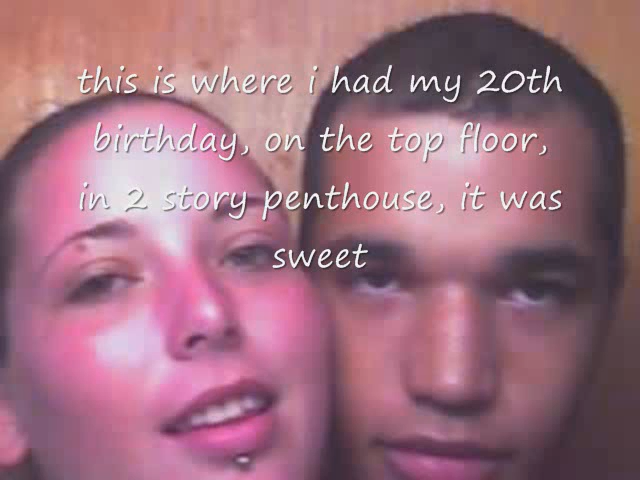 this is where i had my 20th
birthday, on the top floor,
in 2 story penthouse, it was
sweet